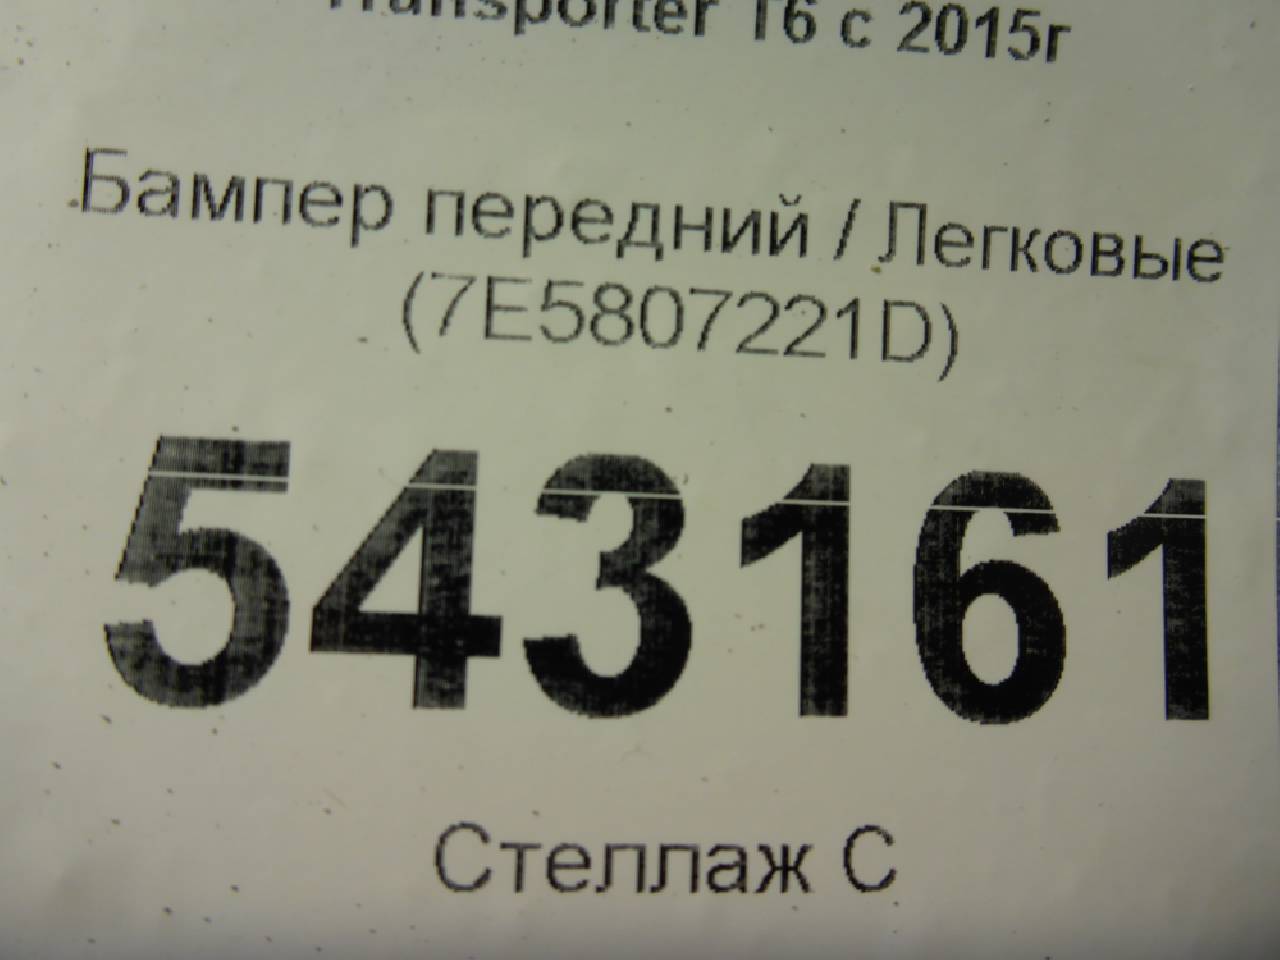 Transporter T6 с 2015г
Бампер передний / Легковые
(7E5807221D)
543161
Стеллаж С